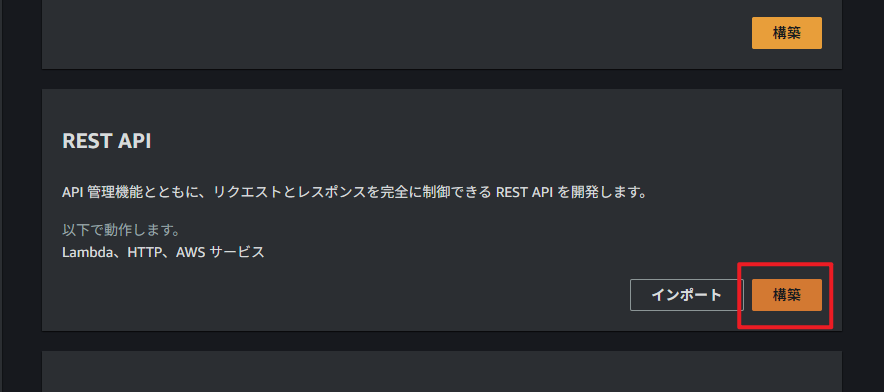 構築
REST API
API 管理機能とともに、リクエストとレスポンスを完全に制御できる REST API を開発します。
以下で動作します。
Lambda、HTTP、AWS サービス
インポート
構築